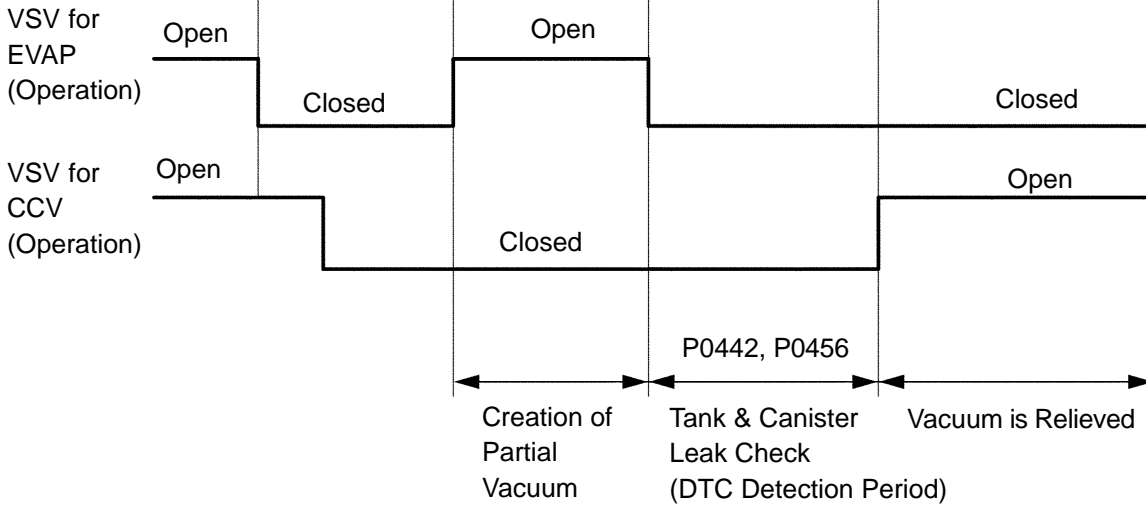 VSV for
EVAP
(Operation)
Open
Closed
Open
Closed
VSV for
CCV
(Operation)
Open
Closed
Open
P0442, P0456
Creation of
Partial
Vacuum
Tank & Canister
Leak Check
(DTC Detection Period)
Vacuum is Relieved